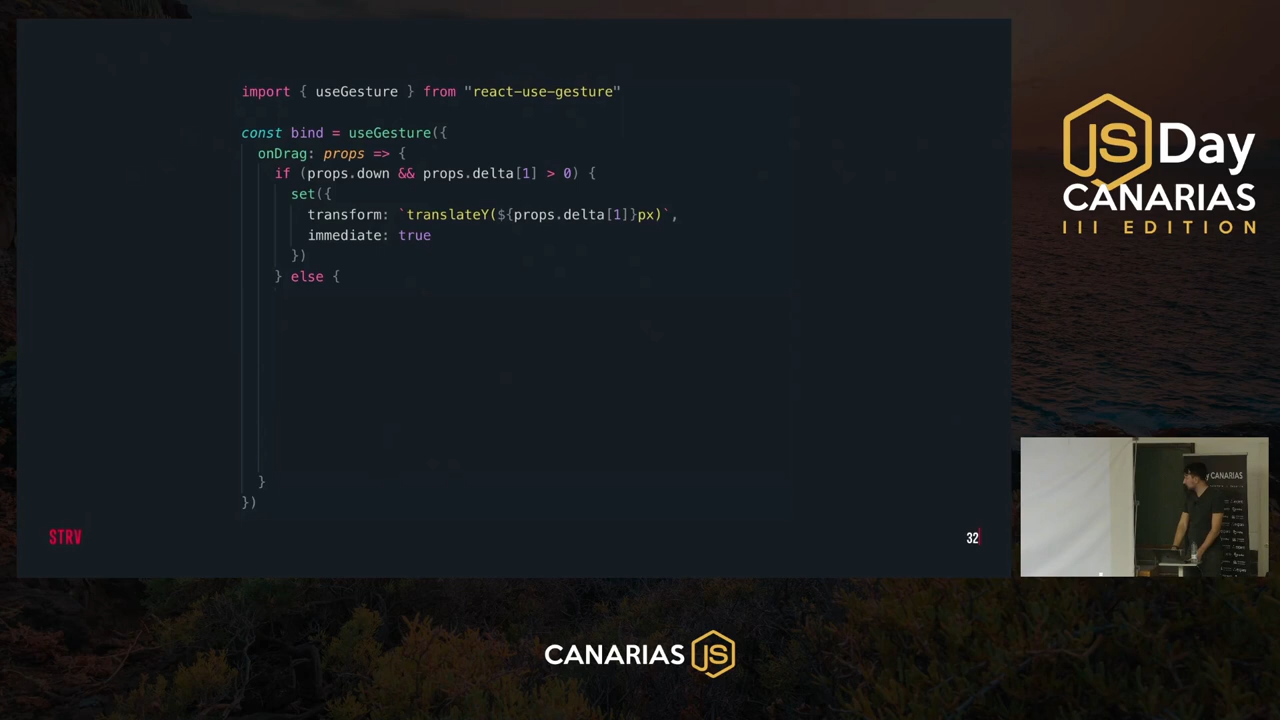 import { useGesture } from "react-use-gesture"
const bind = useGesture({
onDrag: props => {
if (props.down && props.delta[1] > 0) {
set({
transform: `translateY(${props.delta[1]}px)`,
immediate: true
})
} else {
}
})
STRV
32
JS Day
CANARIAS
III EDITION
CANARIAS
CANARIAS JS